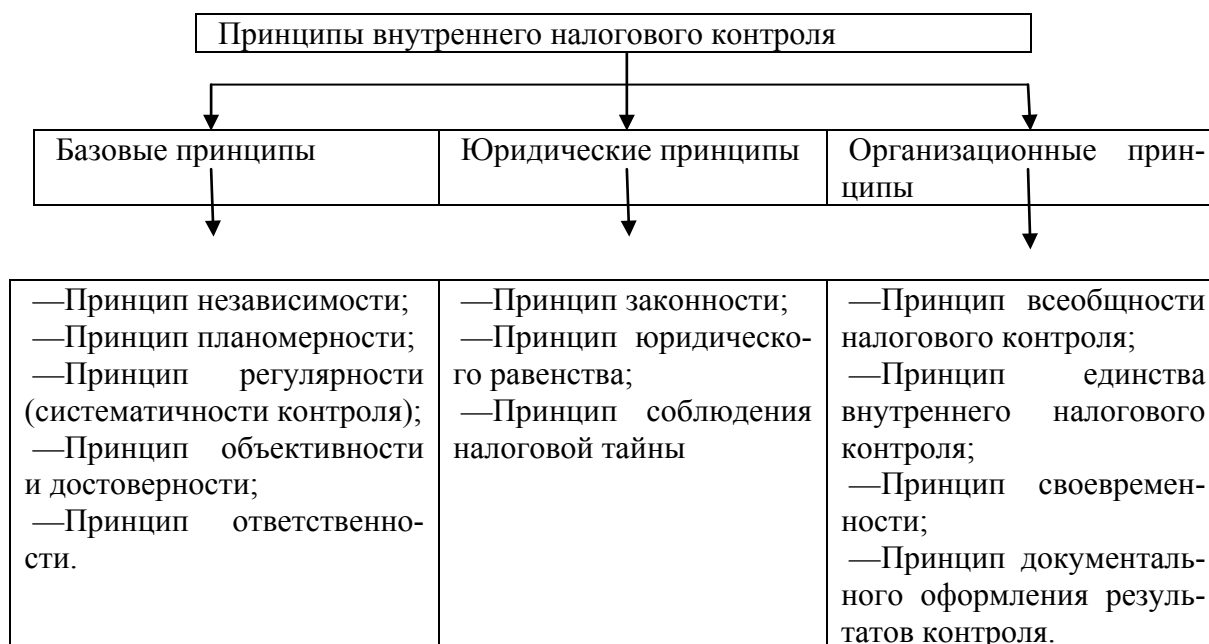 Принципы внутреннего налогового контроля
Базовые принципы
Юридические принципы
Организационные прин-
ципы
—Принцип независимости;
—Принцип планомерности;
—Принцип регулярности
(систематичности контроля);
—Принцип объективности
и достоверности;
—Принцип ответственно-
сти.
—Принцип законности;
—Принцип юридическо-
го равенства;
—Принцип соблюдения
налоговой тайны
—Принцип всеобщности
налогового контроля;
—Принцип единства
внутреннего налогового
контроля;
—Принцип своевремен-
ности;
—Принцип документаль-
ного оформления резуль-
татов контроля.